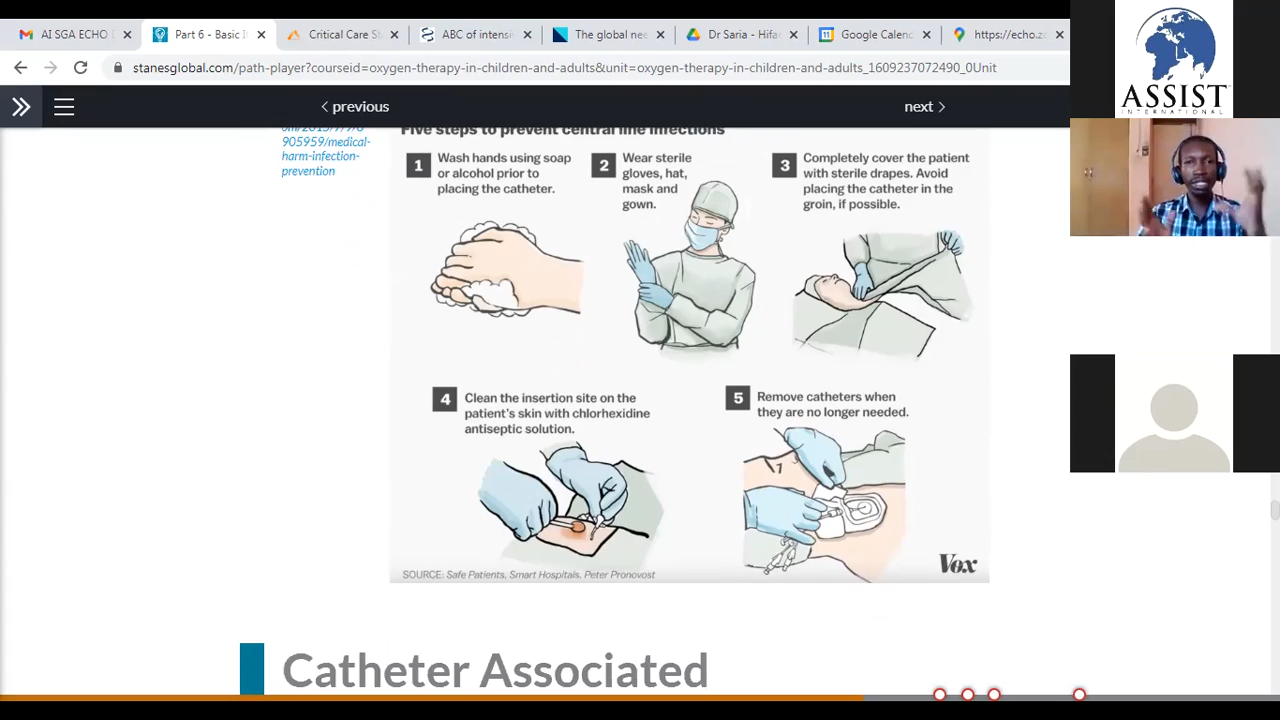 AI SGA ECHO
Part 6 - Basic I
Critical Care S
ABC of intensi
The global ne
Dr Saria - Hifa
Google Calen
https://echo.z
stanesglobal.com/path-player?courseid=oxygen-therapy-in-children-and-adults&unit=oxygen-therapy-in-children-and-adults_1609237072490_0Unit
previous
next
905959/medical-
harm-infection-
prevention
Five steps to prevent central line infections
1
Wash hands using soap
or alcohol prior to
placing the catheter.
2
Wear sterile
gloves, hat,
mask and
gown.
3
Completely cover the patient
with sterile drapes. Avoid
placing the catheter in the
groin, if possible.
4
Clean the insertion site on the
patient's skin with chlorhexidine
antiseptic solution.
5
Remove catheters when
they are no longer needed.
SOURCE: Safe Patients, Smart Hospitals, Peter Pronovost
Vox
Catheter Associated
ASSIST
INTERNATIONAL